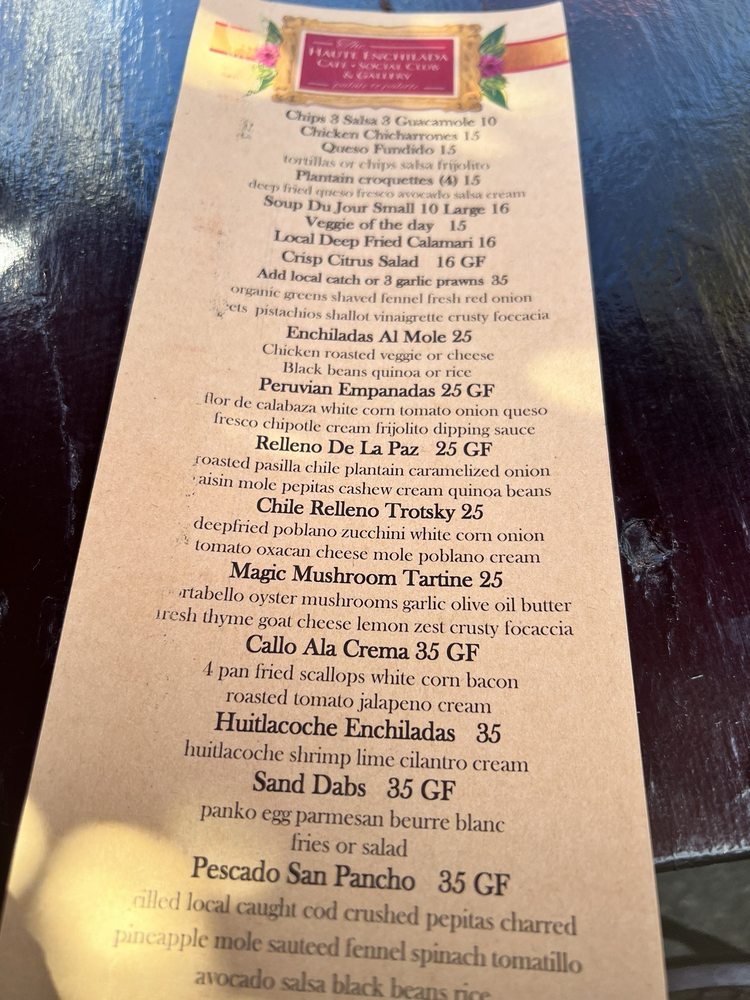 The
HAUTE ENCHILADA
CAFE • SOCIAL CLUB
& GALLERY
Chips 3 Salsa 3 Guacamole 10
Chicken Chicharrones 15
Queso Fundido 15
tortillas or chips salsa frijolito
Plantain croquettes (4) 15
deep fried queso fresco avocado salsa cream
Soup Du Jour Small 10 Large 16
Veggie of the day 15
Local Deep Fried Calamari 16
Crisp Citrus Salad 16 GF
Add local catch or 3 garlic prawns 35
organic greens shaved fennel fresh red onion
ets pistachios shallot vinaigrette crusty foccacia
Enchiladas Al Mole 25
Chicken roasted veggie or cheese
Black beans quinoa or rice
Peruvian Empanadas 25 GF
flor de calabaza white corn tomato onion queso
fresco chipotle cream frijolito dipping sauce
Relleno De La Paz 25 GF
roasted pasilla chile plantain caramelized onion
aisin mole pepitas cashew cream quinoa beans
Chile Relleno Trotsky 25
deepfried poblano zucchini white corn onion
tomato oxacan cheese mole poblano cream
Magic Mushroom Tartine 25
rtabello oyster mushrooms garlic olive oil butter
fresh thyme goat cheese lemon zest crusty focaccia
Callo Ala Crema 35 GF
4 pan fried scallops white corn bacon
roasted tomato jalapeno cream
Huitlacoche Enchiladas 35
huitlacoche shrimp lime cilantro cream
Sand Dabs 35 GF
panko egg parmesan beurre blanc
fries or salad
Pescado San Pancho 35 GF
rilled local caught cod crushed pepitas charred
pineapple mole sauteed fennel spinach tomatillo
avocado salsa black beans rice